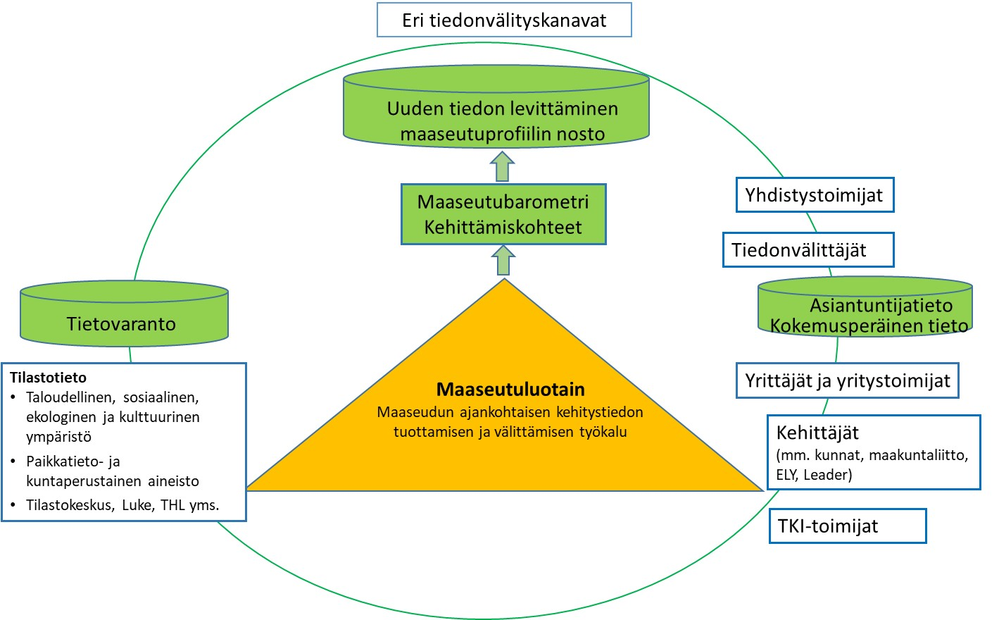 Eri tiedonvälityskanavat
Uuden tiedon levittäminen
maaseutuprofiilin nosto
Maaseutubarometri
Kehittämiskohteet
Tietovaranto
Tilastotieto
• Taloudellinen, sosiaalinen,
ekologinen ja kulttuurinen
ympäristö
• Paikkatieto- ja
kuntaperustainen aineisto
• Tilastokeskus, Luke, THL yms.
Maaseutuluotain
Maaseudun ajankohtaisen kehitystiedon
tuottamisen ja välittämisen työkalu
Yhdistystoimijat
Tiedonvälittäjät
Asiantuntijatieto
Kokemusperäinen tieto
Yrittäjät ja yritystoimijat
Kehittäjät
(mm. kunnat, maakuntaliitto,
ELY, Leader)
TKI-toimijat